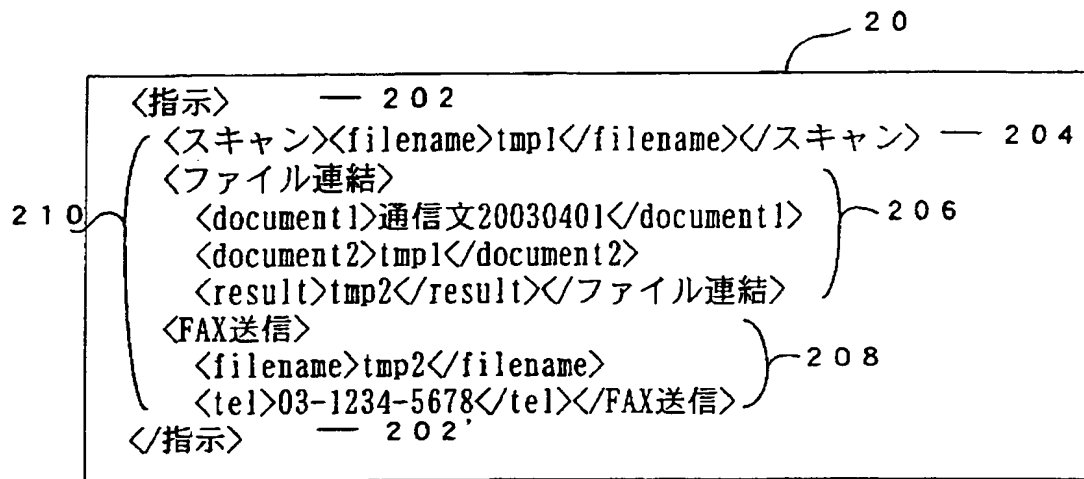 20
<指示> — 202
<スキャン><filename>tmp1</filename></スキャン> — 204
<ファイル連結>
210
<document1>通信文20030401</document1>
206
<document2>tmp1</document2>
<result>tmp2</result></ファイル連結>
<FAX送信>
<filename>tmp2</filename>
208
<tel>03-1234-5678</tel></FAX送信>
</指示> — 202'